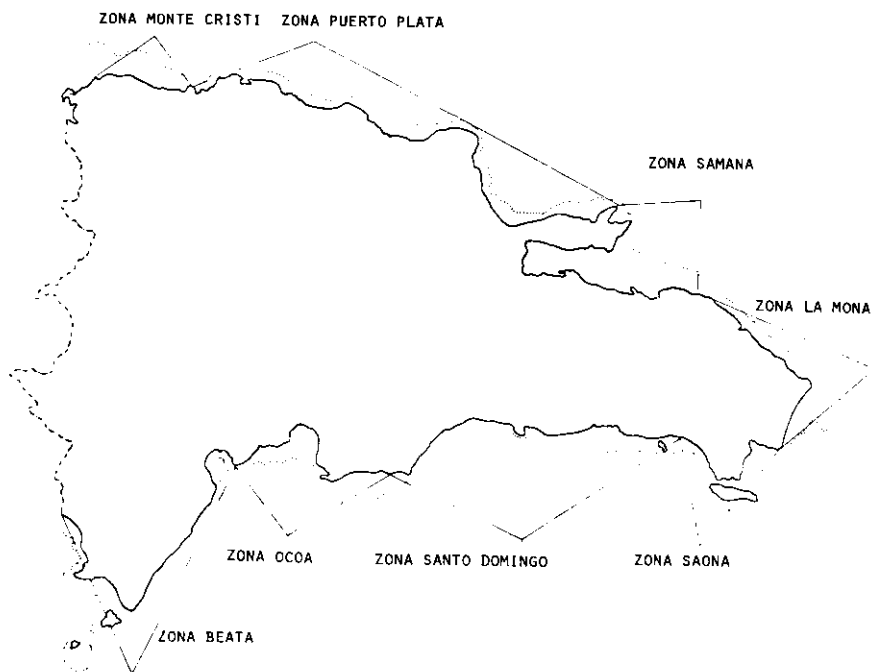 ZONA MONTE CRISTI
ZONA PUERTO PLATA
ZONA SAMANA
ZONA LA MONA
ZONA OCOA
ZONA SANTO DOMINGO
ZONA SAONA
ZONA BEATA